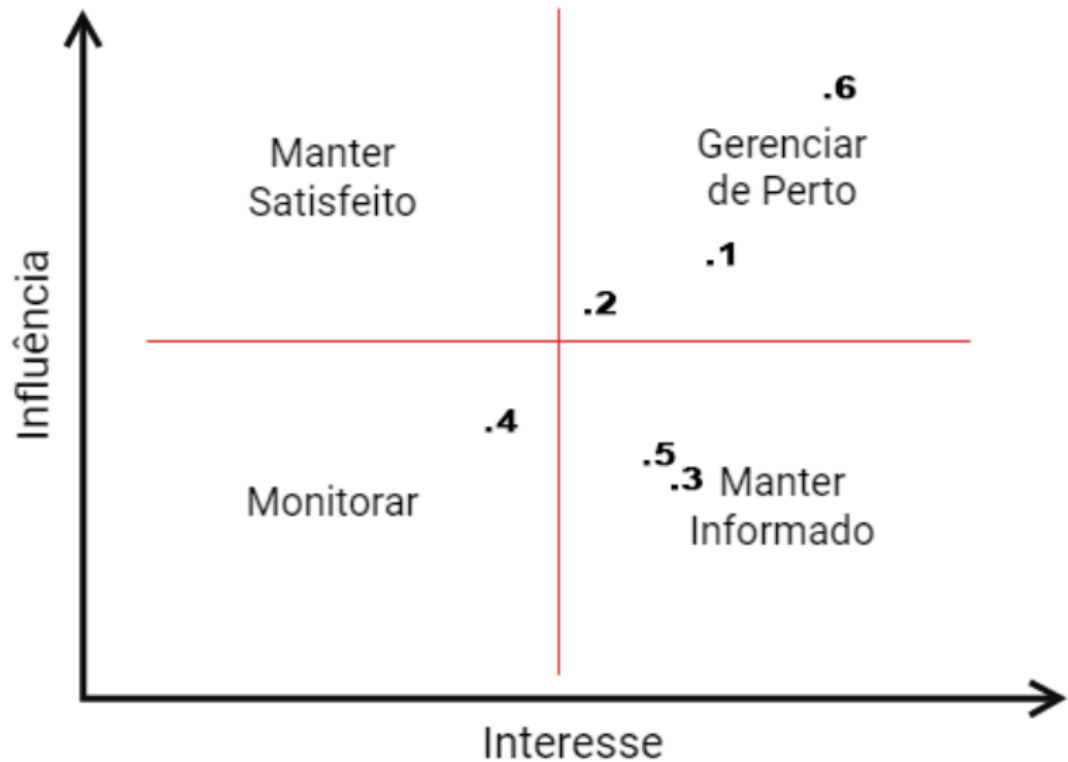 .6
Manter
Satisfeito
Gerenciar
de Perto
.1
.2
Influência
.4
.5
.3
Manter
Informado
Monitorar
Interesse